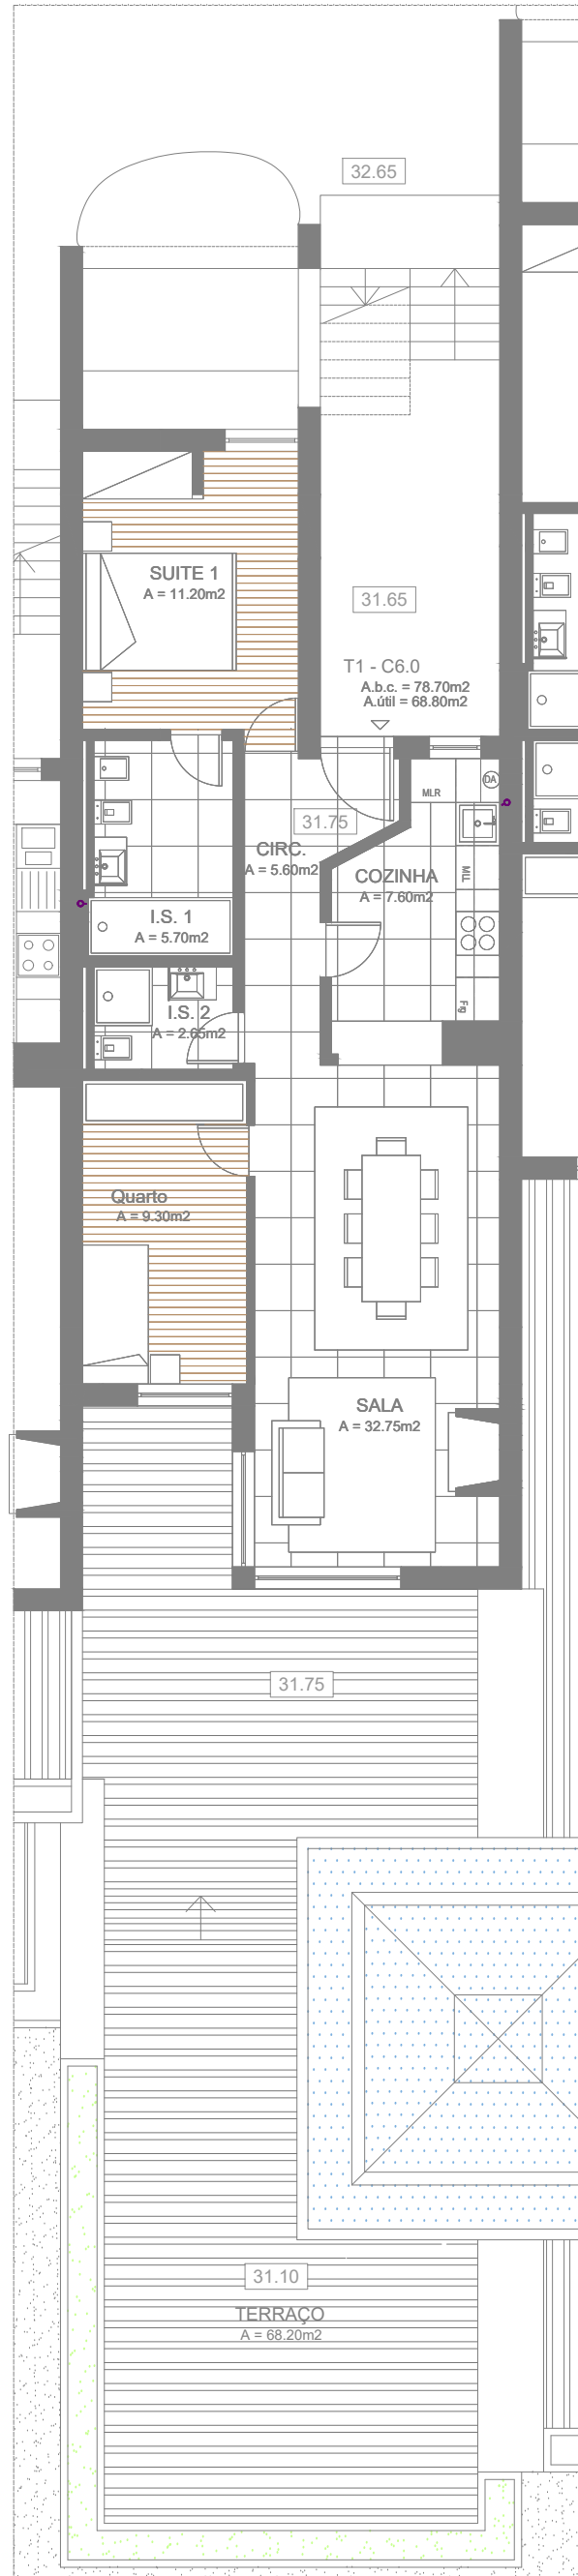 32.65
SUITE 1
A = 11.20m2
31.65
T1 - C6.0
A.b.c. = 78.70m2
A.útil = 68.80m2
MLR
DA
31.75
CIRC.
A = 5.60m2
COZINHA
A = 7.60m2
MLL
I.S. 1
A = 5.70m2
Fg
I.S. 2
A = 2.65m2
Quarto
A = 9.30m2
SALA
A = 32.75m2
31.75
31.10
TERRAÇO
A = 68.20m2